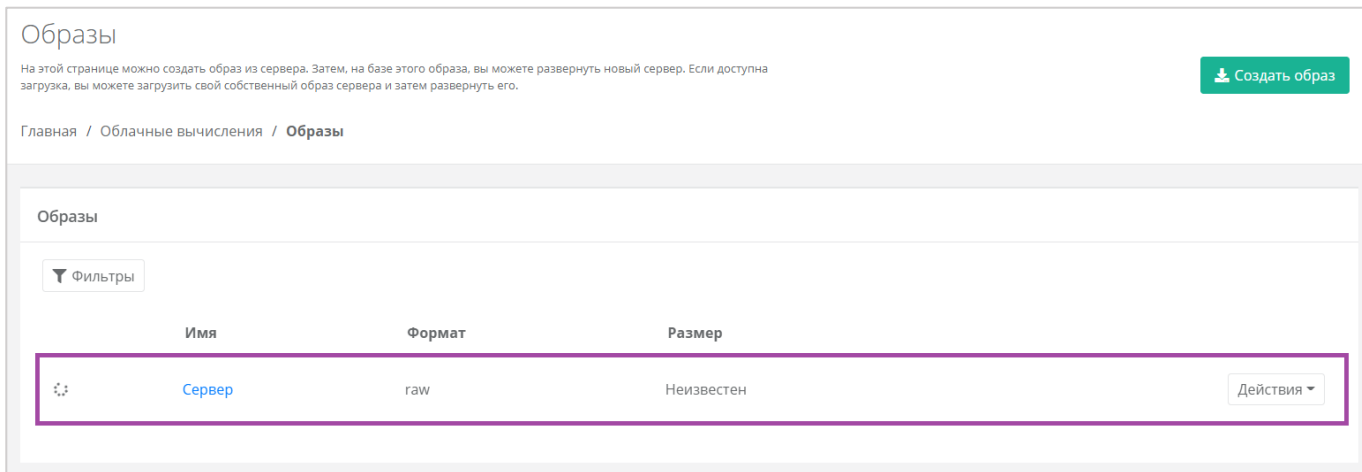 Образы
На этой странице можно создать образ из сервера. Затем, на базе этого образа, вы можете развернуть новый сервер. Если доступна
загрузка, вы можете загрузить свой собственный образ сервера и затем развернуть его.
Создать образ
Главная / Облачные вычисления / Образы
Образы
Фильтры
Имя Формат Размер
Сервер raw Неизвестен Действия